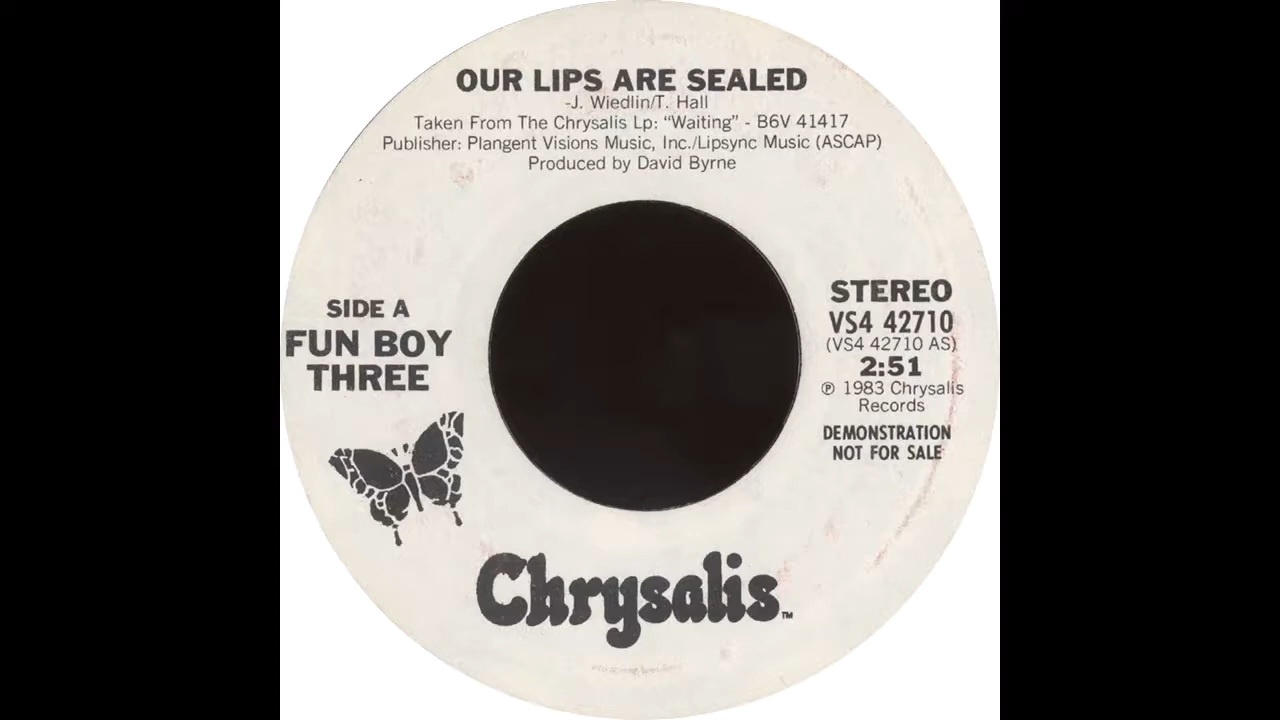 OUR LIPS ARE SEALED
-J. Wiedlin/T. Hall
Taken From The Chrysalis Lp: “Waiting” - B6V 41417
Publisher: Plangent Visions Music, Inc./Lipsync Music (ASCAP)
Produced by David Byrne
SIDE A
FUN BOY
THREE
STEREO
VS4 42710
(VS4 42710 AS)
2:51
℗ 1983 Chrysalis
Records
DEMONSTRATION
NOT FOR SALE
Chrysalis™